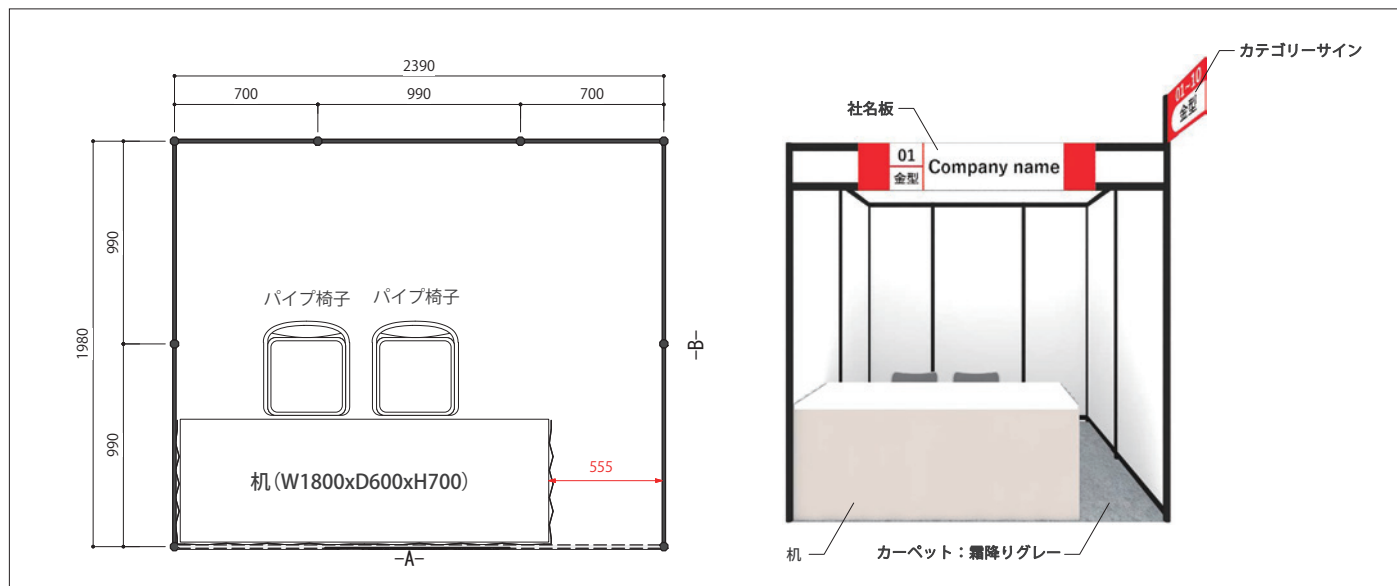 2390
700
990
700
1980
990
990
パイプ椅子
パイプ椅子
机(W1800xD600xH700)
555
-A-
-B-
カテゴリーサイン
01-10
金型
社名板
01
金型
Company name
机
カーペット：霜降りグレー